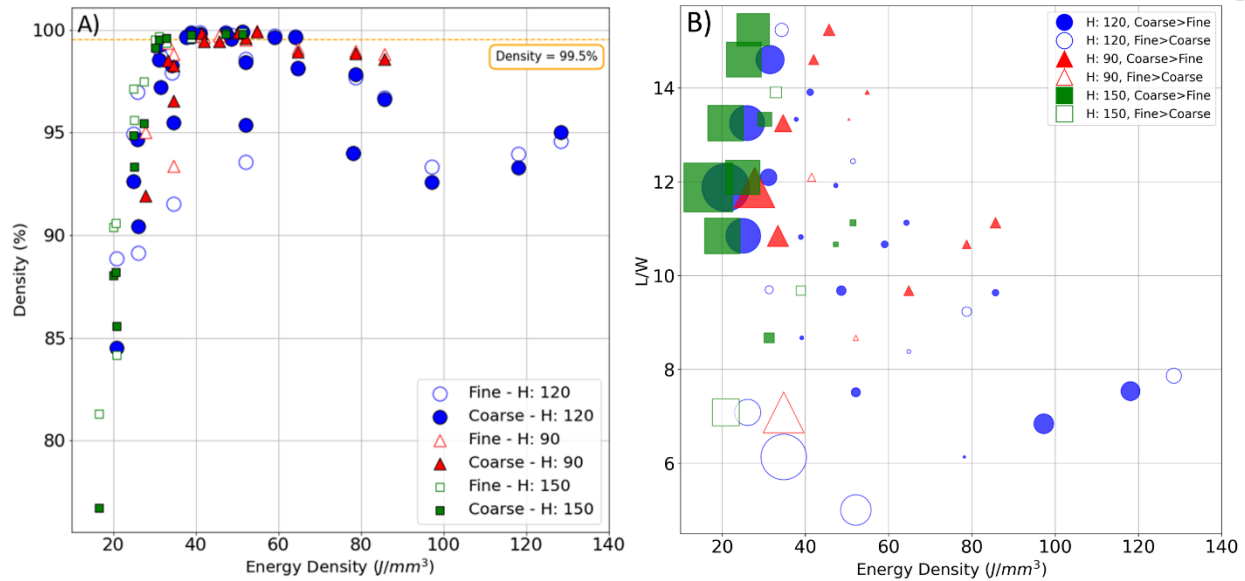 A)
100
95
90
85
80
Density (%)
Density = 99.5%
Fine - H: 120
Coarse - H: 120
Fine - H: 90
Coarse - H: 90
Fine - H: 150
Coarse - H: 150
20 40 60 80 100 120 140
Energy Density (J/mm³)
B)
14
12
10
8
6
L/W
H: 120, Coarse>Fine
H: 120, Fine>Coarse
H: 90, Coarse>Fine
H: 90, Fine>Coarse
H: 150, Coarse>Fine
H: 150, Fine>Coarse
20 40 60 80 100 120 140
Energy Density (J/mm³)